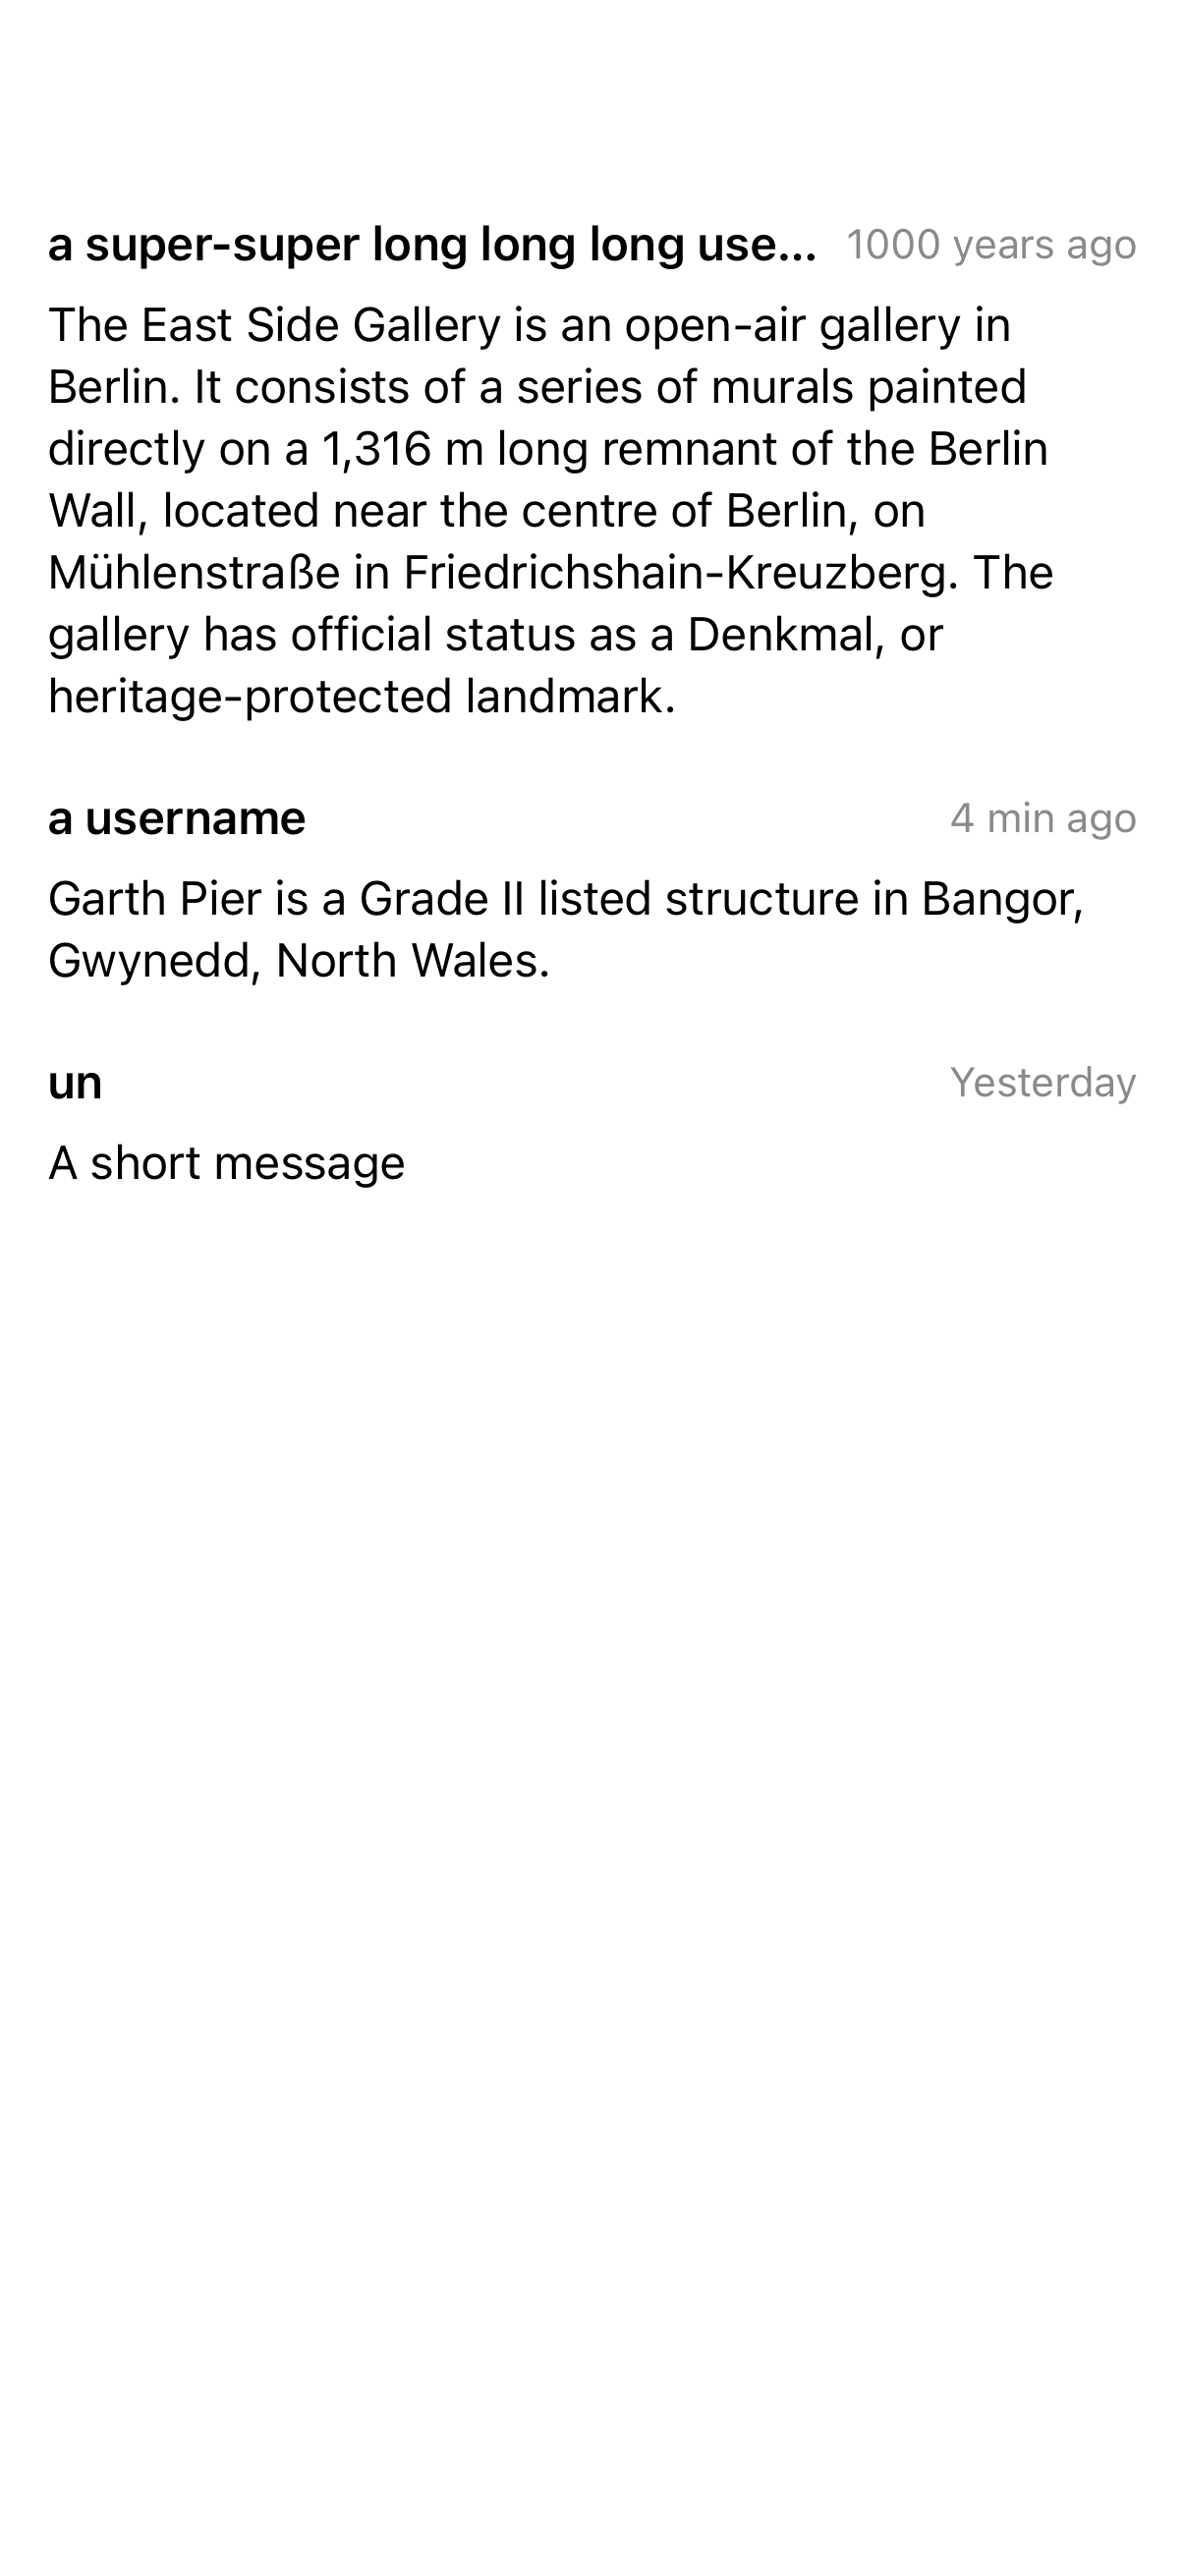 a super-super long long long use... 1000 years ago
The East Side Gallery is an open-air gallery in
Berlin. It consists of a series of murals painted
directly on a 1,316 m long remnant of the Berlin
Wall, located near the centre of Berlin, on
Mühlenstraße in Friedrichshain-Kreuzberg. The
gallery has official status as a Denkmal, or
heritage-protected landmark.
a username 4 min ago
Garth Pier is a Grade II listed structure in Bangor,
Gwynedd, North Wales.
un Yesterday
A short message